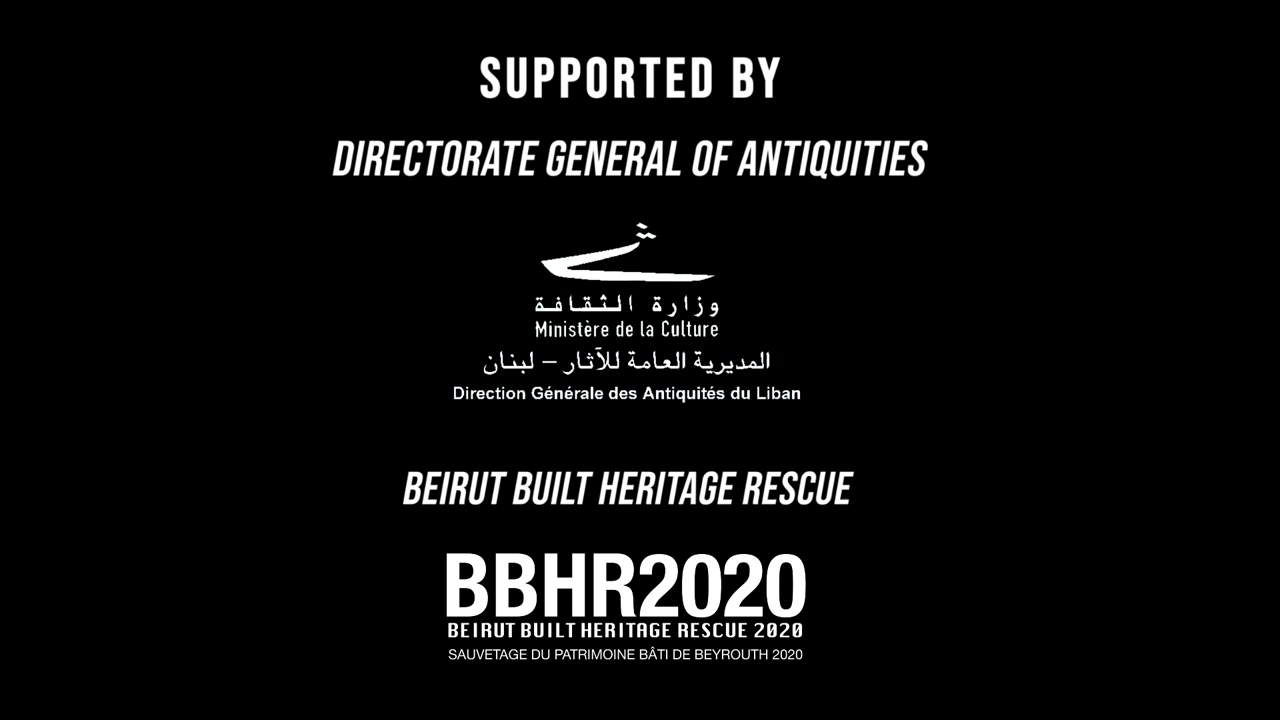 SUPPORTED BY
DIRECTORATE GENERAL OF ANTIQUITIES
وزارة الثقافة
Ministère de la Culture
المديرية العامة للآثار – لبنان
Direction Générale des Antiquités du Liban
BEIRUT BUILT HERITAGE RESCUE
BBHR2020
BEIRUT BUILT HERITAGE RESCUE 2020
SAUVETAGE DU PATRIMOINE BÂTI DE BEYROUTH 2020